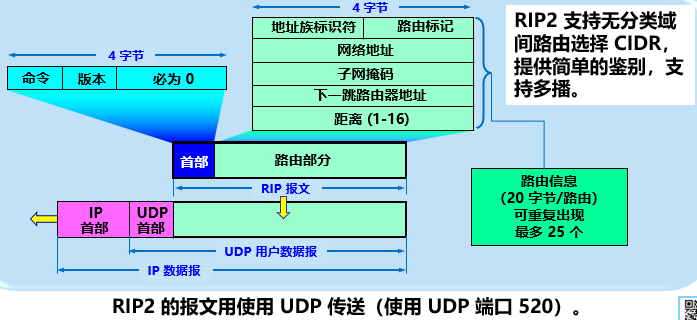 4 字节
地址族标识符 路由标记
网络地址
子网掩码
下一跳路由器地址
距离 (1-16)
RIP2 支持无分类域
间路由选择 CIDR，
提供简单的鉴别，支
持多播。
4 字节
命令 版本 必为 0
首部 路由部分
RIP 报文
路由信息
(20 字节/路由)
可重复出现
最多 25 个
IP
首部
UDP
首部
UDP 用户数据报
IP 数据报
RIP2 的报文用使用 UDP 传送（使用 UDP 端口 520）。